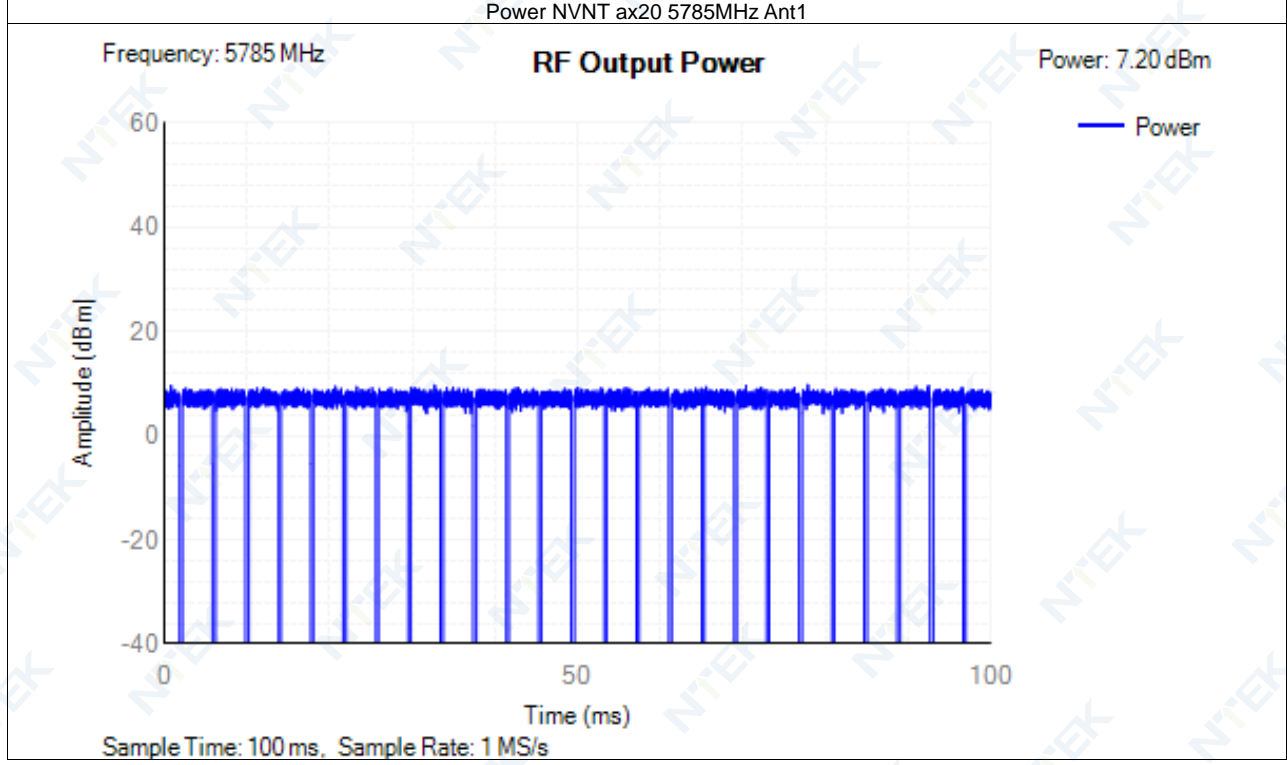 Power NVNT ax20 5785MHz Ant1
Frequency: 5785 MHz
RF Output Power
Power: 7.20 dBm
Power
60
40
20
0
-20
-40
Amplitude (dBm)
0 50 100
Time (ms)
Sample Time: 100 ms, Sample Rate: 1 MS/s
NTEK